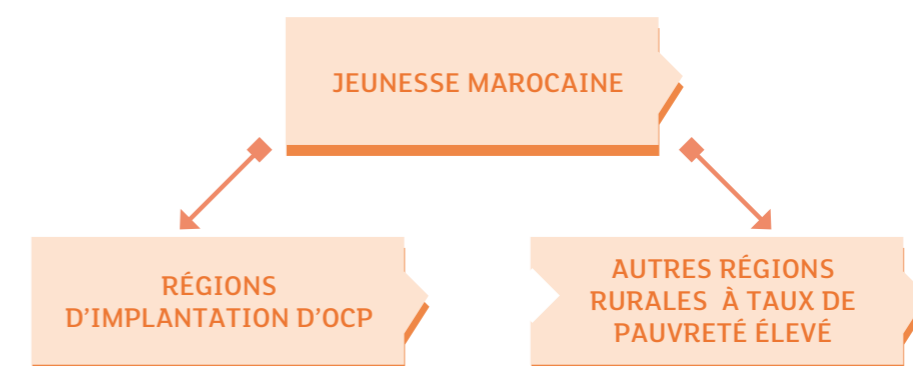 JEUNESSE MAROCAINE
RÉGIONS
D'IMPLANTATION D'OCP
AUTRES RÉGIONS
RURALES À TAUX DE
PAUVRETÉ ÉLEVÉ